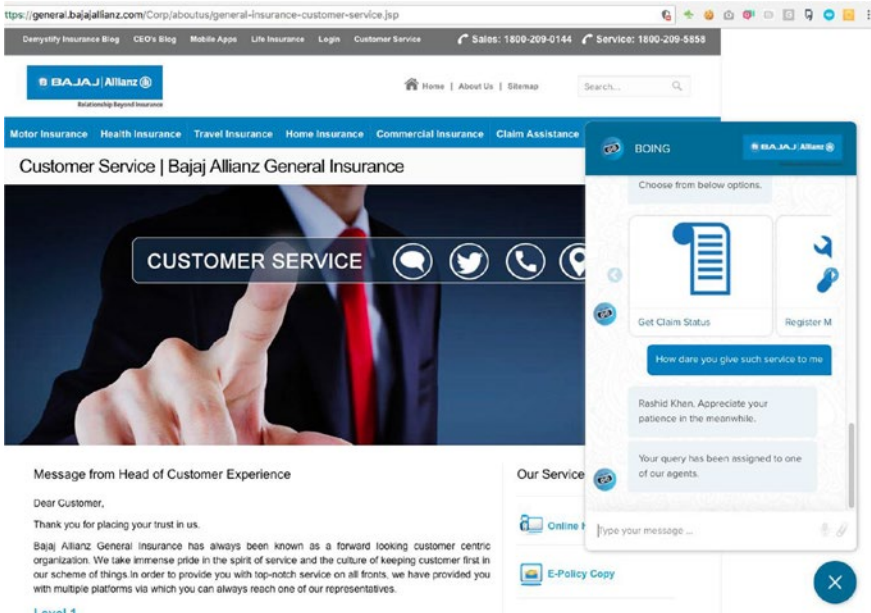 ttps://general.bajajallianz.com/Corp/aboutus/general-insurance-customer-service.jsp
Demystify Insurance Blog CEO's Blog Mobile Apps Life Insurance Login Customer Service Sales: 1800-209-0144 Service: 1800-209-5858
BAJAJ Allianz
Relationship Beyond Insurance
Home | About Us | Sitemap Search...
Motor Insurance Health Insurance Travel Insurance Home Insurance Commercial Insurance Claim Assistance
Customer Service | Bajaj Allianz General Insurance
CUSTOMER SERVICE
Message from Head of Customer Experience
Dear Customer,
Thank you for placing your trust in us.
Bajaj Allianz General Insurance has always been known as a forward looking customer centric
organization. We take immense pride in the spirit of service and the culture of keeping customer first in
our scheme of things.In order to provide you with top-notch service on all fronts, we have provided you
with multiple platforms via which you can always reach one of our representatives.
Level 1
Our Service
Online
E-Policy Copy
BOING
BAJAJ Allianz
Choose from below options.
Get Claim Status
Register M
How dare you give such service to me
Rashid Khan, Appreciate your
patience in the meanwhile.
Your query has been assigned to one
of our agents.
Type your message ...